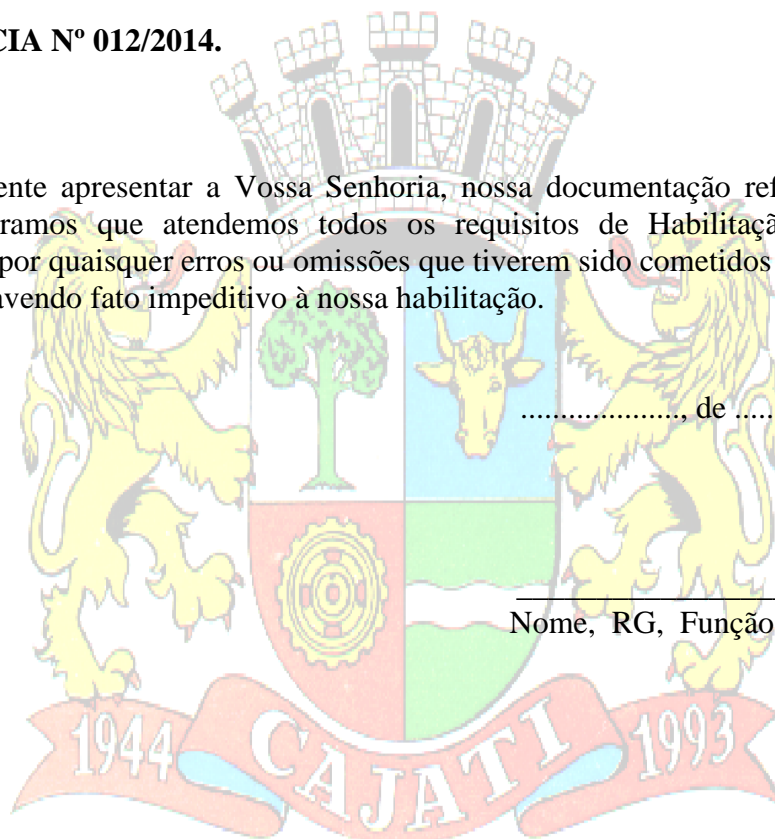 CIA Nº 012/2014.
ente apresentar a Vossa Senhoria, nossa documentação ref
ramos que atendemos todos os requisitos de Habilitaçã
por quaisquer erros ou omissões que tiverem sido cometidos
avendo fato impeditivo à nossa habilitação.
...................., de .....
_________________
Nome, RG, Função
1944 CAJATI 1993